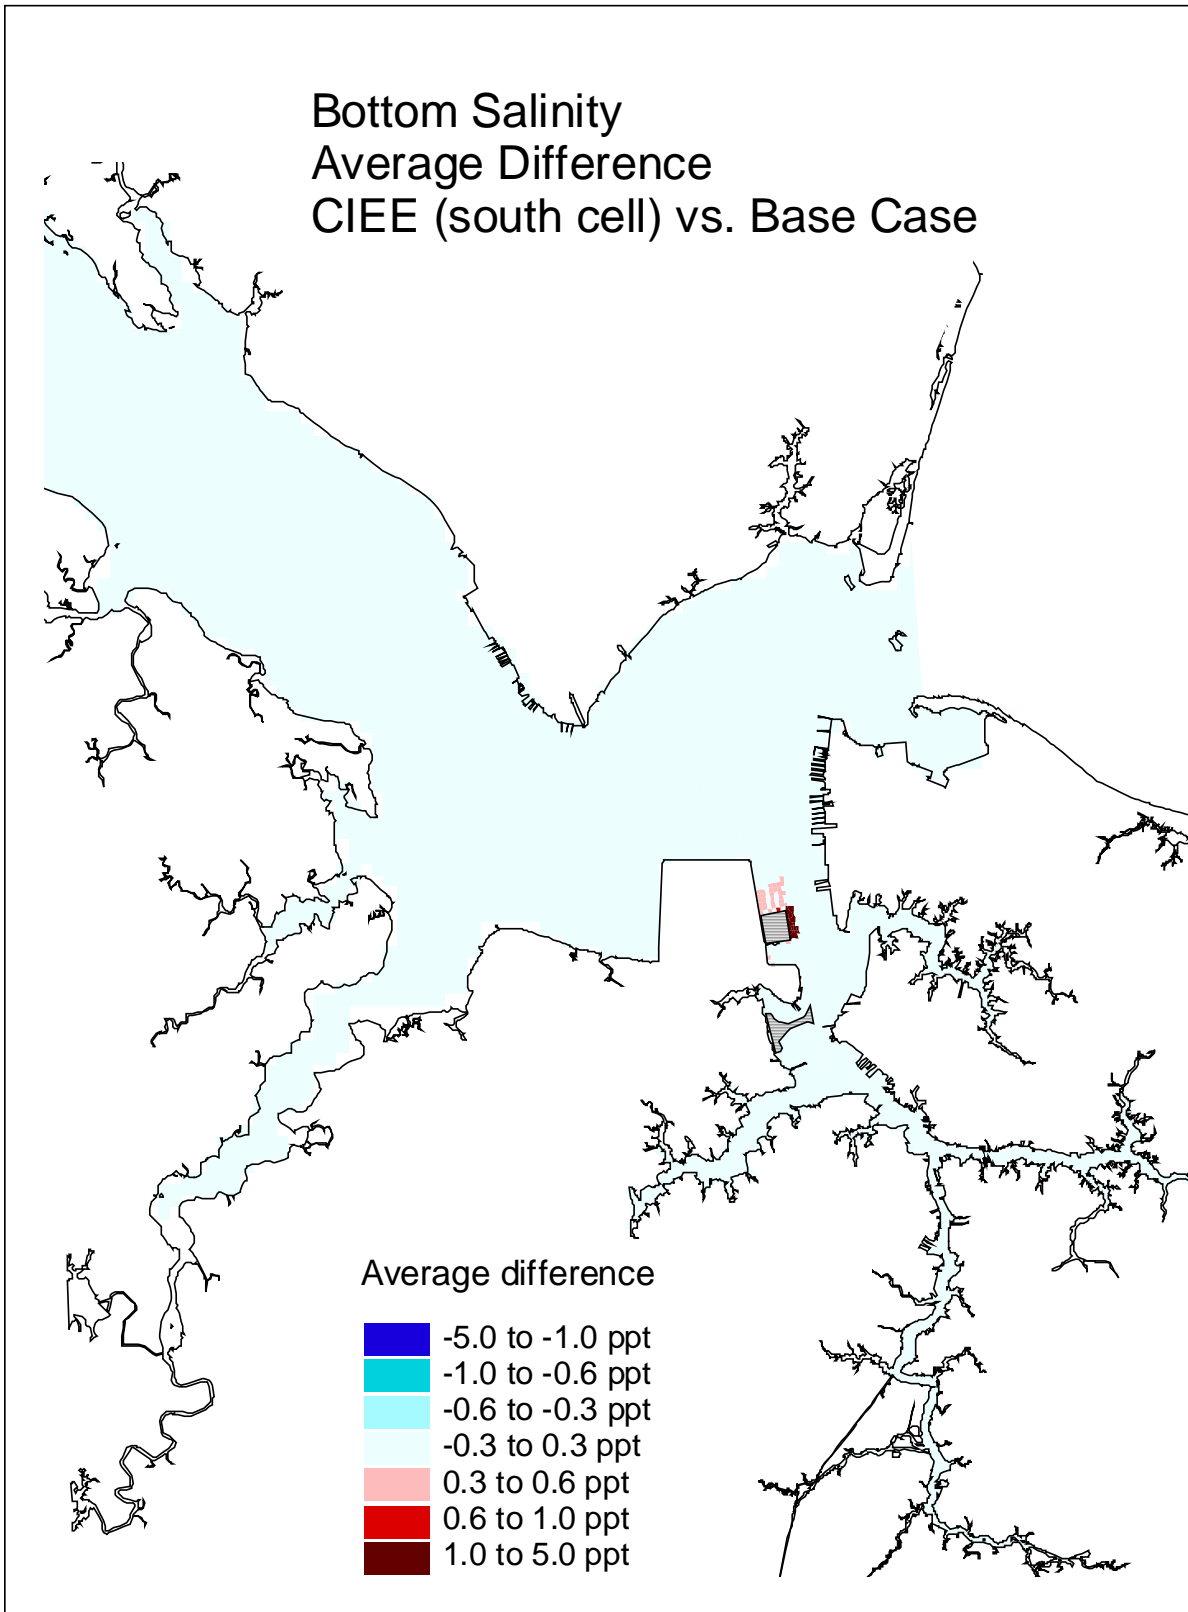 Bottom Salinity
Average Difference
CIEE (south cell) vs. Base Case
Average difference
-5.0 to -1.0 ppt
-1.0 to -0.6 ppt
-0.6 to -0.3 ppt
-0.3 to 0.3 ppt
0.3 to 0.6 ppt
0.6 to 1.0 ppt
1.0 to 5.0 ppt